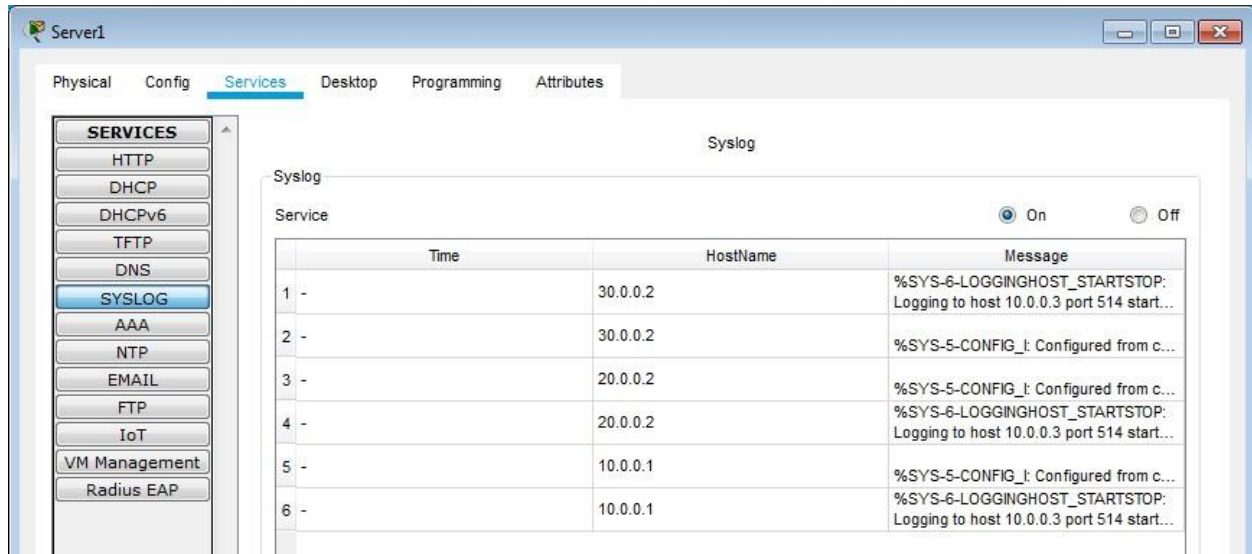 Server1
Physical Config Services Desktop Programming Attributes
SERVICES
HTTP
DHCP
DHCPv6
TFTP
DNS
SYSLOG
AAA
NTP
EMAIL
FTP
IoT
VM Management
Radius EAP
Syslog
Syslog
Service On Off
Time HostName Message
1 - 30.0.0.2 %SYS-6-LOGGINGHOST_STARTSTOP:
Logging to host 10.0.0.3 port 514 start...
2 - 30.0.0.2 %SYS-5-CONFIG_I: Configured from c...
3 - 20.0.0.2 %SYS-5-CONFIG_I: Configured from c...
4 - 20.0.0.2 %SYS-6-LOGGINGHOST_STARTSTOP:
Logging to host 10.0.0.3 port 514 start...
5 - 10.0.0.1 %SYS-5-CONFIG_I: Configured from c...
6 - 10.0.0.1 %SYS-6-LOGGINGHOST_STARTSTOP:
Logging to host 10.0.0.3 port 514 start...